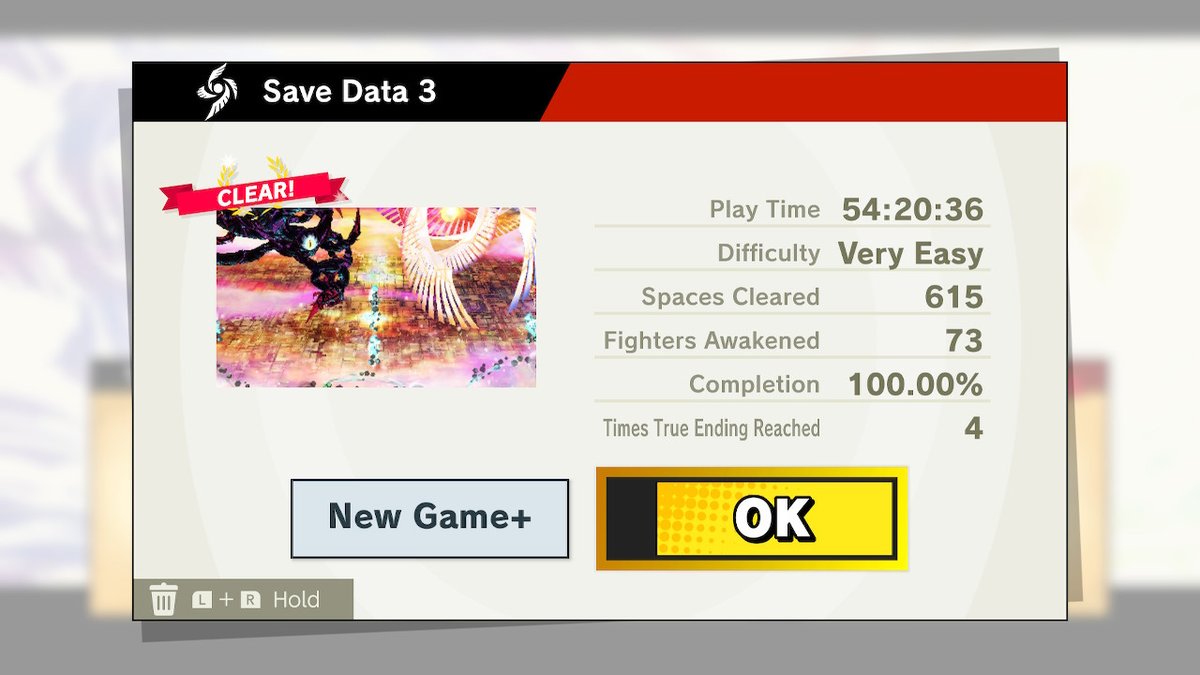 Save Data 3
CLEAR!
Play Time 54:20:36
Difficulty Very Easy
Spaces Cleared 615
Fighters Awakened 73
Completion 100.00%
Times True Ending Reached 4
New Game+
OK
L + R Hold